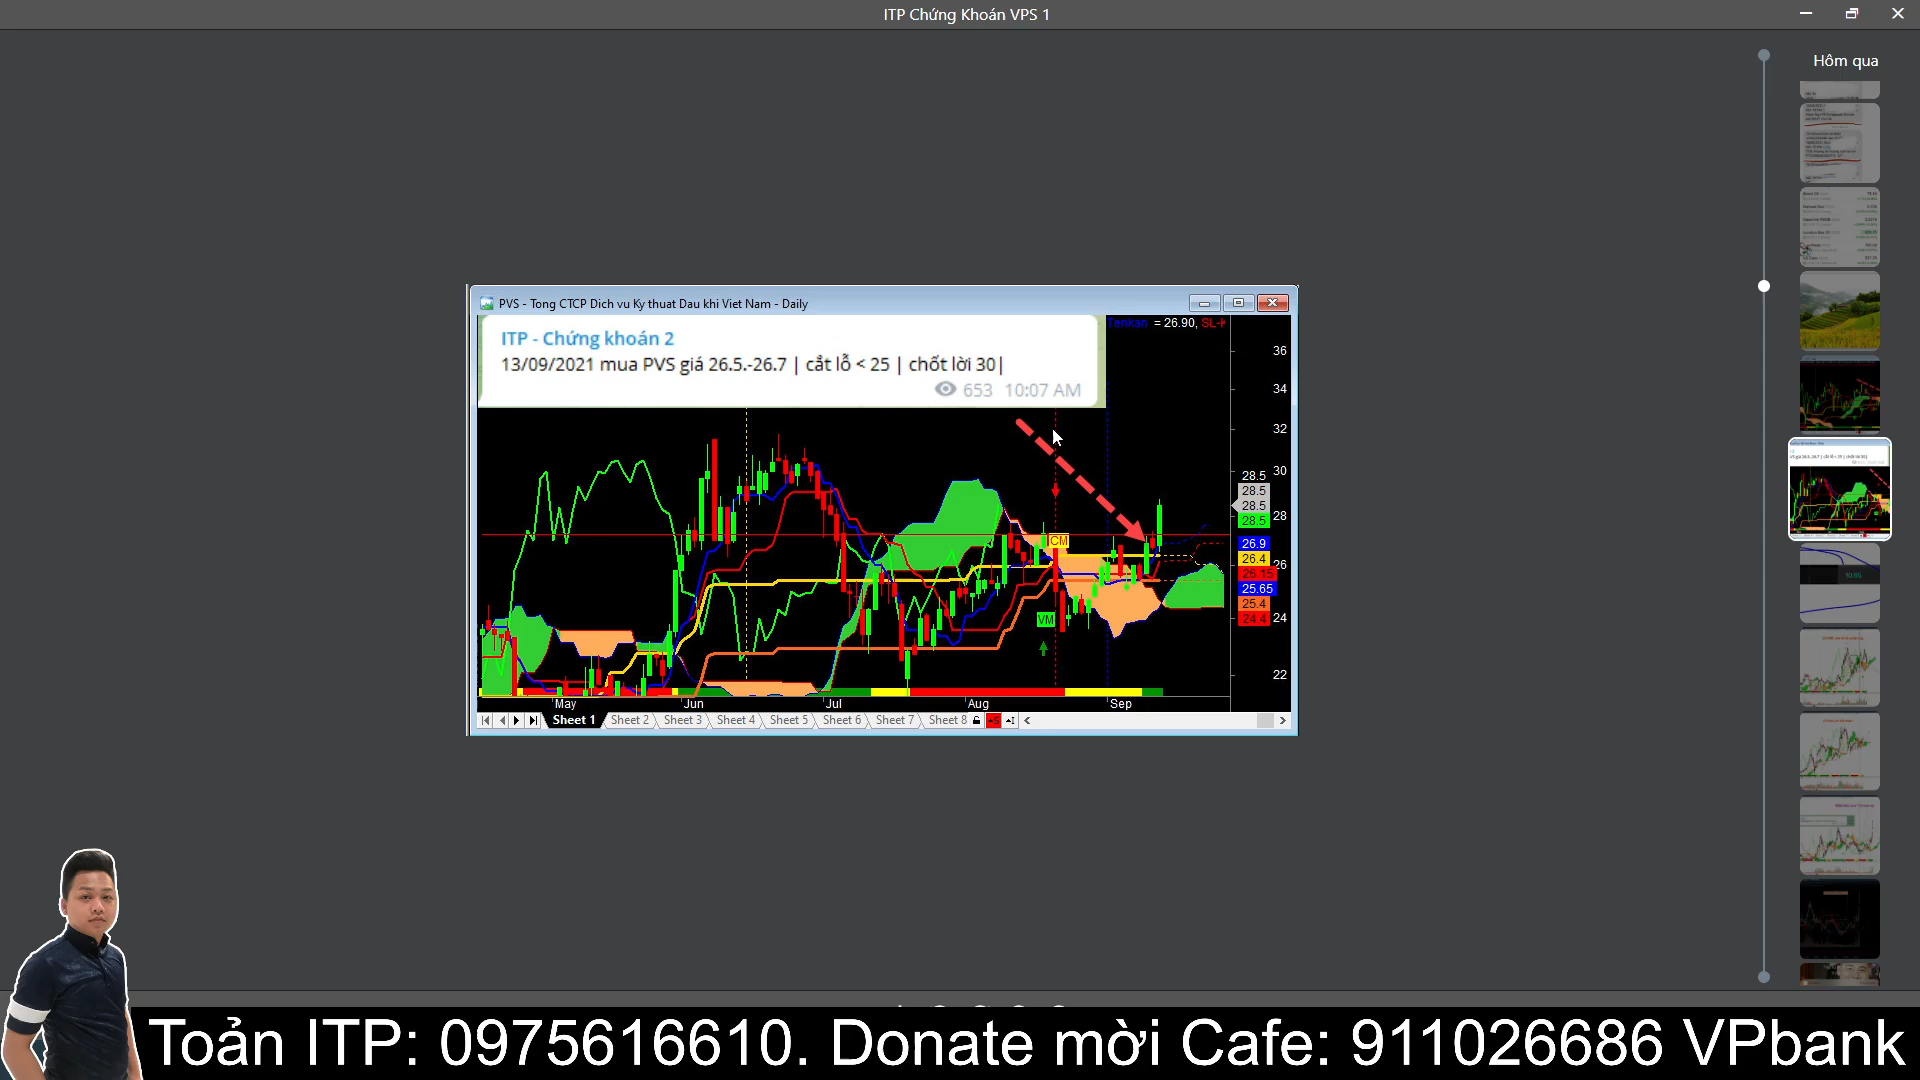 ITP Chứng Khoán VPS 1
Hôm qua
PVS - Tong CTCP Dich vu Ky thuat Dau khi Viet Nam - Daily
ITP - Chứng khoán 2
13/09/2021 mua PVS giá 26.5.-26.7 | cắt lỗ < 25 | chốt lời 30|
653 10:07 AM
Tenkan = 26.90, SL-
36
34
32
30
28
26
24
22
28.5
28.5
28.5
28.5
26.9
26.4
26.15
25.65
25.4
24.4
CM
VM
May Jun Jul Aug Sep
Sheet 1 Sheet 2 Sheet 3 Sheet 4 Sheet 5 Sheet 6 Sheet 7 Sheet 8
Toản ITP: 0975616610. Donate mời Cafe: 911026686 VPbank